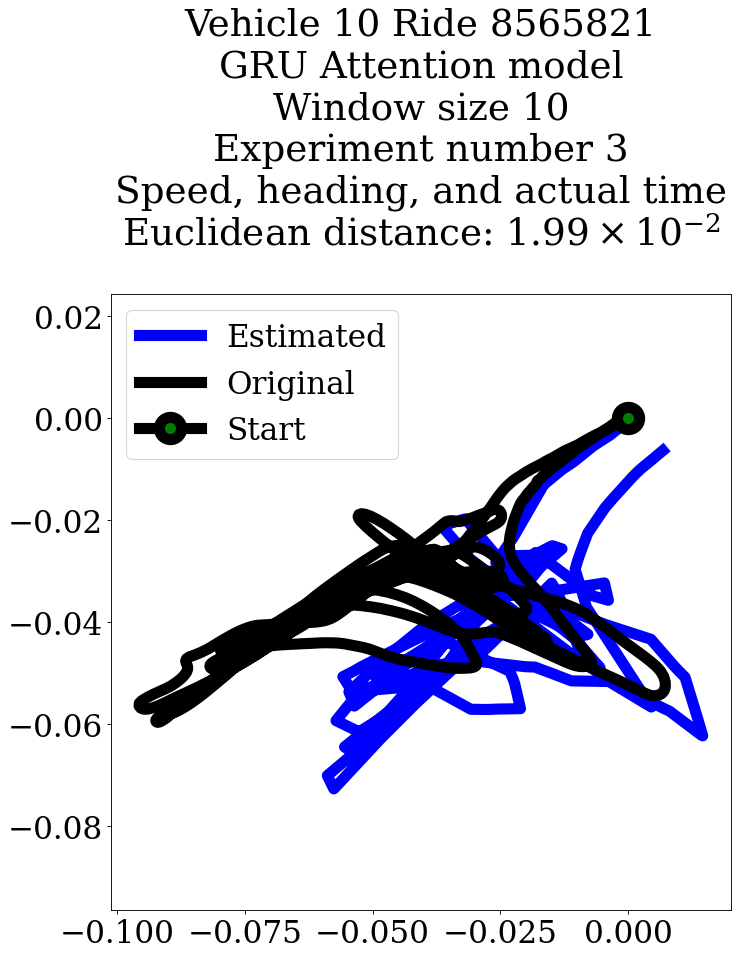 Vehicle 10 Ride 8565821
GRU Attention model
Window size 10
Experiment number 3
Speed, heading, and actual time
Euclidean distance: 1.99 × 10⁻²
Estimated
Original
Start
0.02
0.00
−0.02
−0.04
−0.06
−0.08
−0.100 −0.075 −0.050 −0.025 0.000